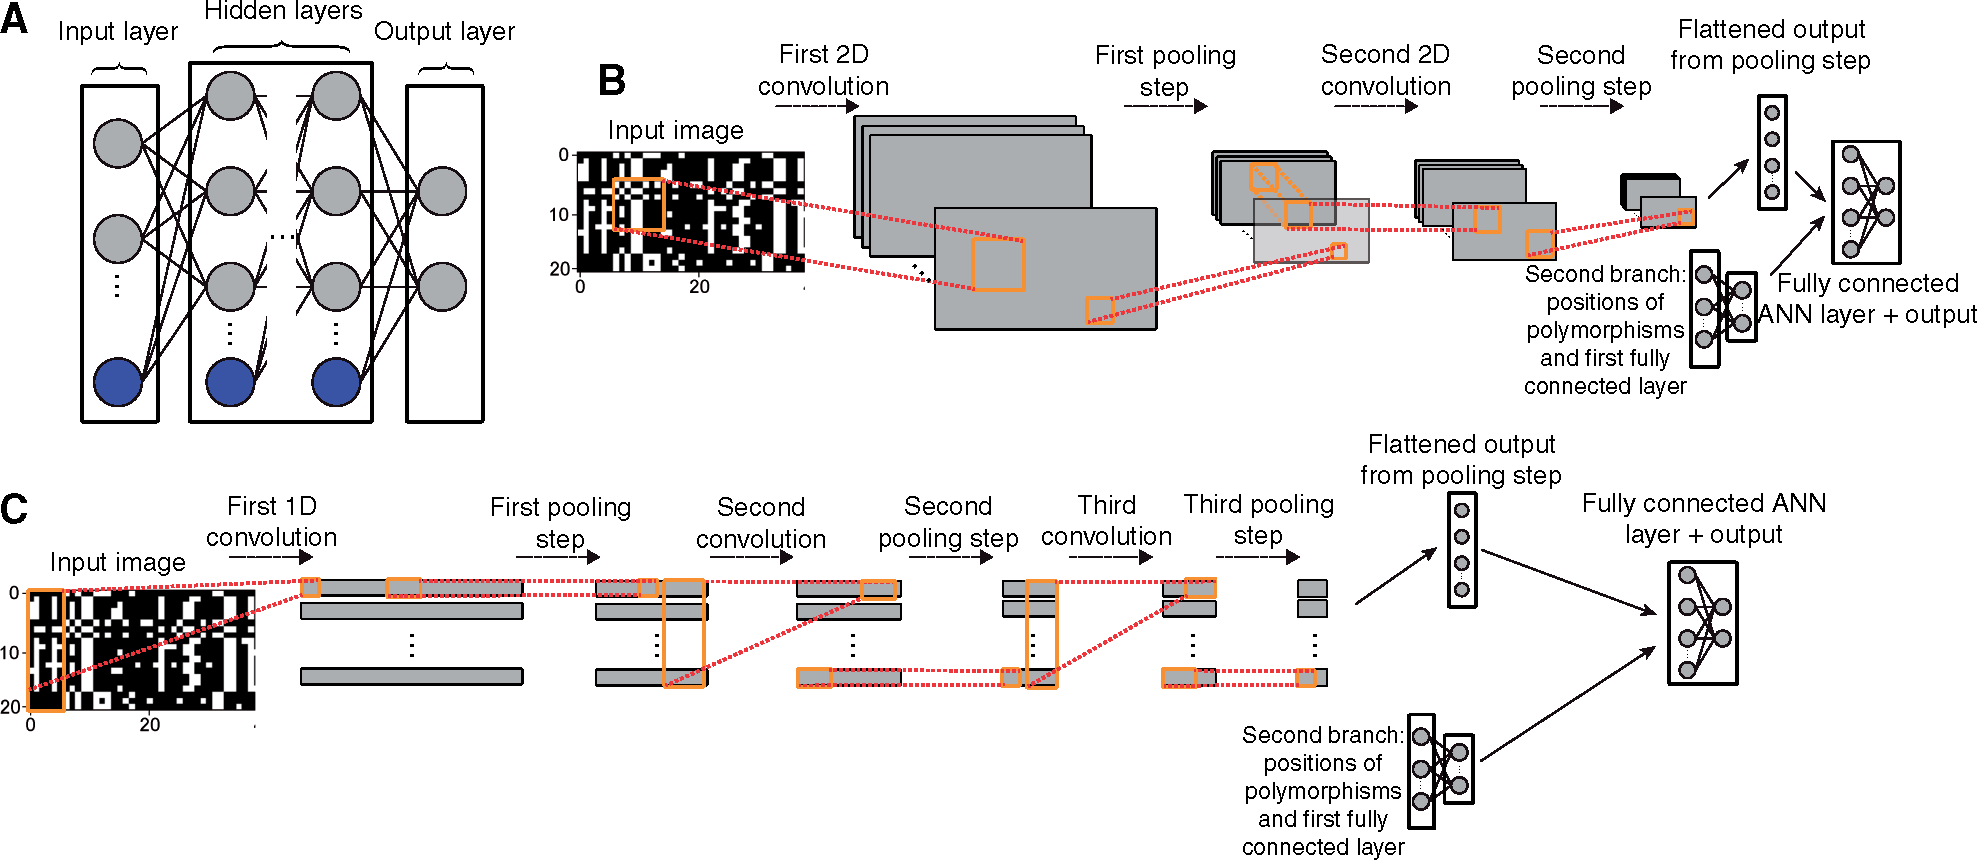 A
Input layer
Hidden layers
Output layer
B
Input image
0
10
20
0
20
First 2D
convolution
First pooling
step
Second 2D
convolution
Second
pooling step
Flattened output
from pooling step
Second branch:
positions of
polymorphisms
and first fully
connected layer
Fully connected
ANN layer + output
C
Input image
0
10
20
0
20
First 1D
convolution
First pooling
step
Second
convolution
Second
pooling step
Third
convolution
Third pooling
step
Flattened output
from pooling step
Fully connected ANN
layer + output
Second branch:
positions of
polymorphisms
and first fully
connected layer